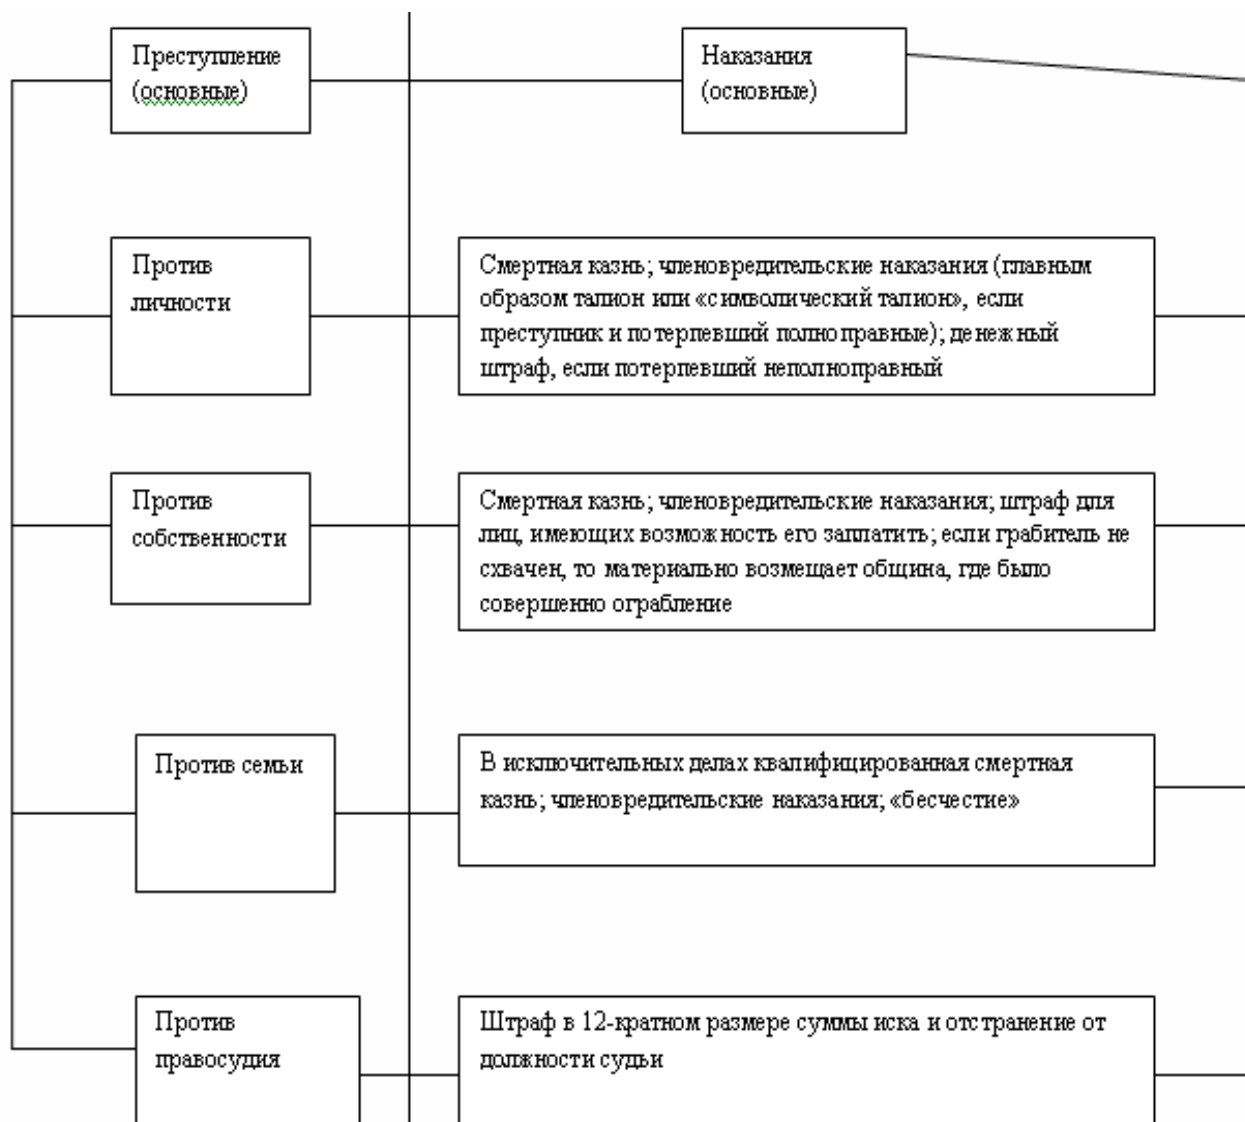 Преступление
(основные)
Наказания
(основные)
Против
личности
Смертная казнь; членовредительские наказания (главным
образом талион или «символический талион», если
преступник и потерпевший полноправные); денежный
штраф, если потерпевший неполноправный
Против
собственности
Смертная казнь; членовредительские наказания; штраф для
лиц, имеющих возможность его заплатить; если грабитель не
схвачен, то материально возмещает община, где было
совершенно ограбление
Против семьи
В исключительных делах квалифицированная смертная
казнь; членовредительские наказания; «бесчестие»
Против
правосудия
Штраф в 12-кратном размере суммы иска и отстранение от
должности судьи